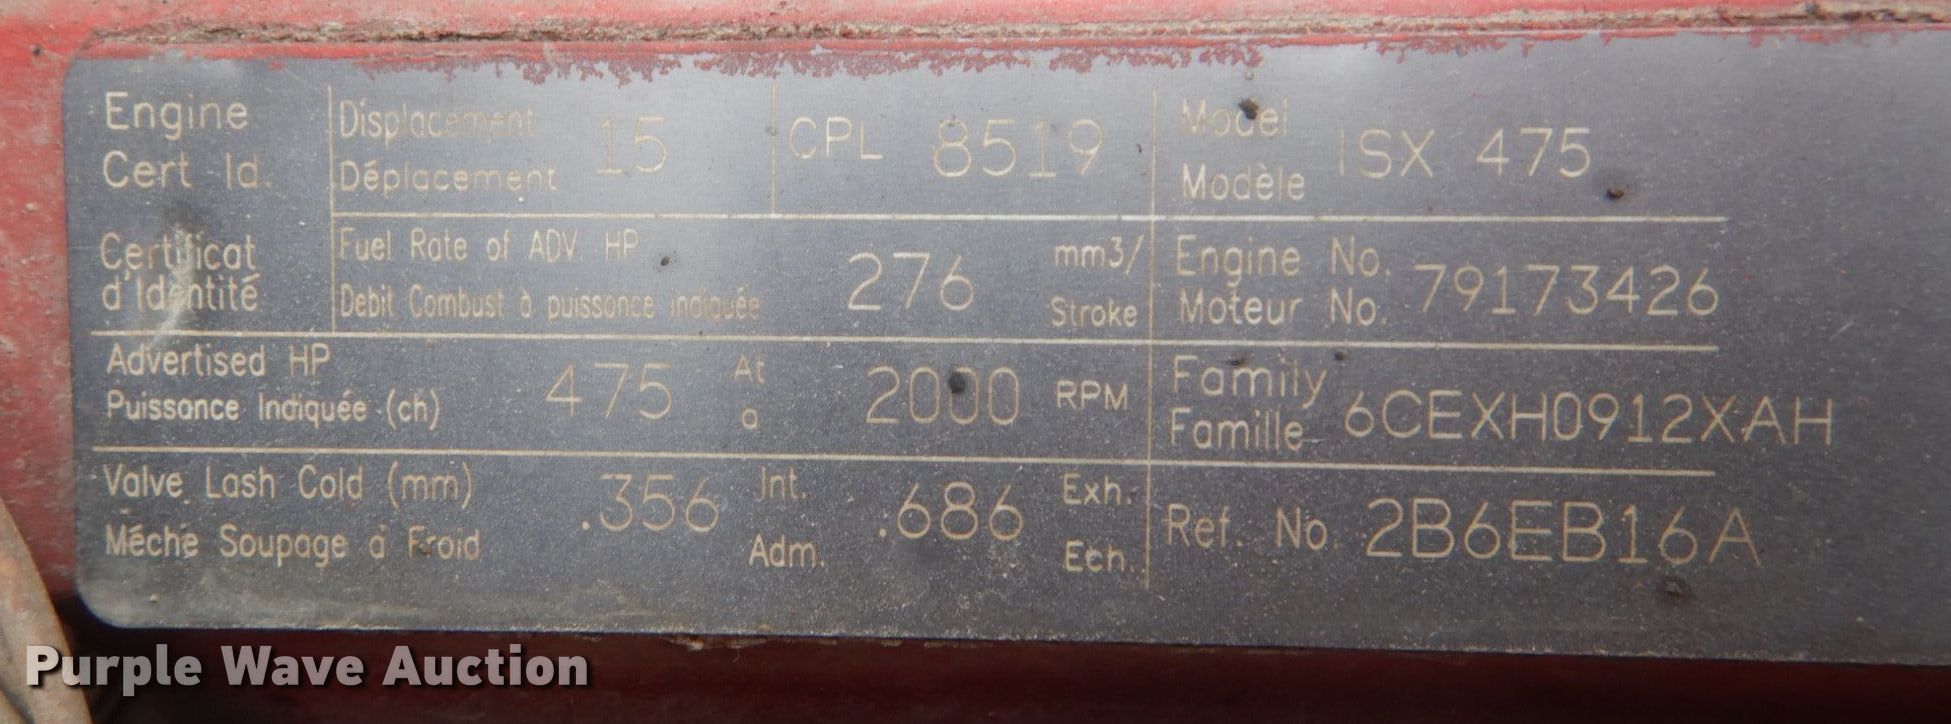 Engine
Cert Id.
Certificat
d'Identité
Displacement
Déplacement
15
CPL 8519
Model
Modèle
ISX 475
Fuel Rate of ADV. HP
Debit Combust à puissance indiquée
276
mm3/
Stroke
Engine No.
Moteur No.
79173426
Advertised HP
Puissance Indiquée (ch)
475
At
a
2000
RPM
Family
Famille
6CEXH0912XAH
Valve Lash Cold (mm)
Méche Soupage à Froid
.356
Int.
Adm.
.686
Exh.
Ech.
Ref. No. 2B6EB16A
Purple Wave Auction